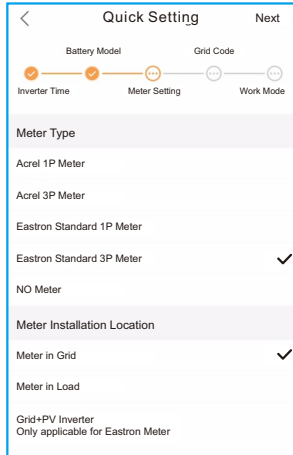 Quick Setting
Next
Battery Model
Grid Code
Inverter Time
Meter Setting
Work Mode
Meter Type
Acrel 1P Meter
Acrel 3P Meter
Eastron Standard 1P Meter
Eastron Standard 3P Meter
NO Meter
Meter Installation Location
Meter in Grid
Meter in Load
Grid+PV Inverter
Only applicable for Eastron Meter